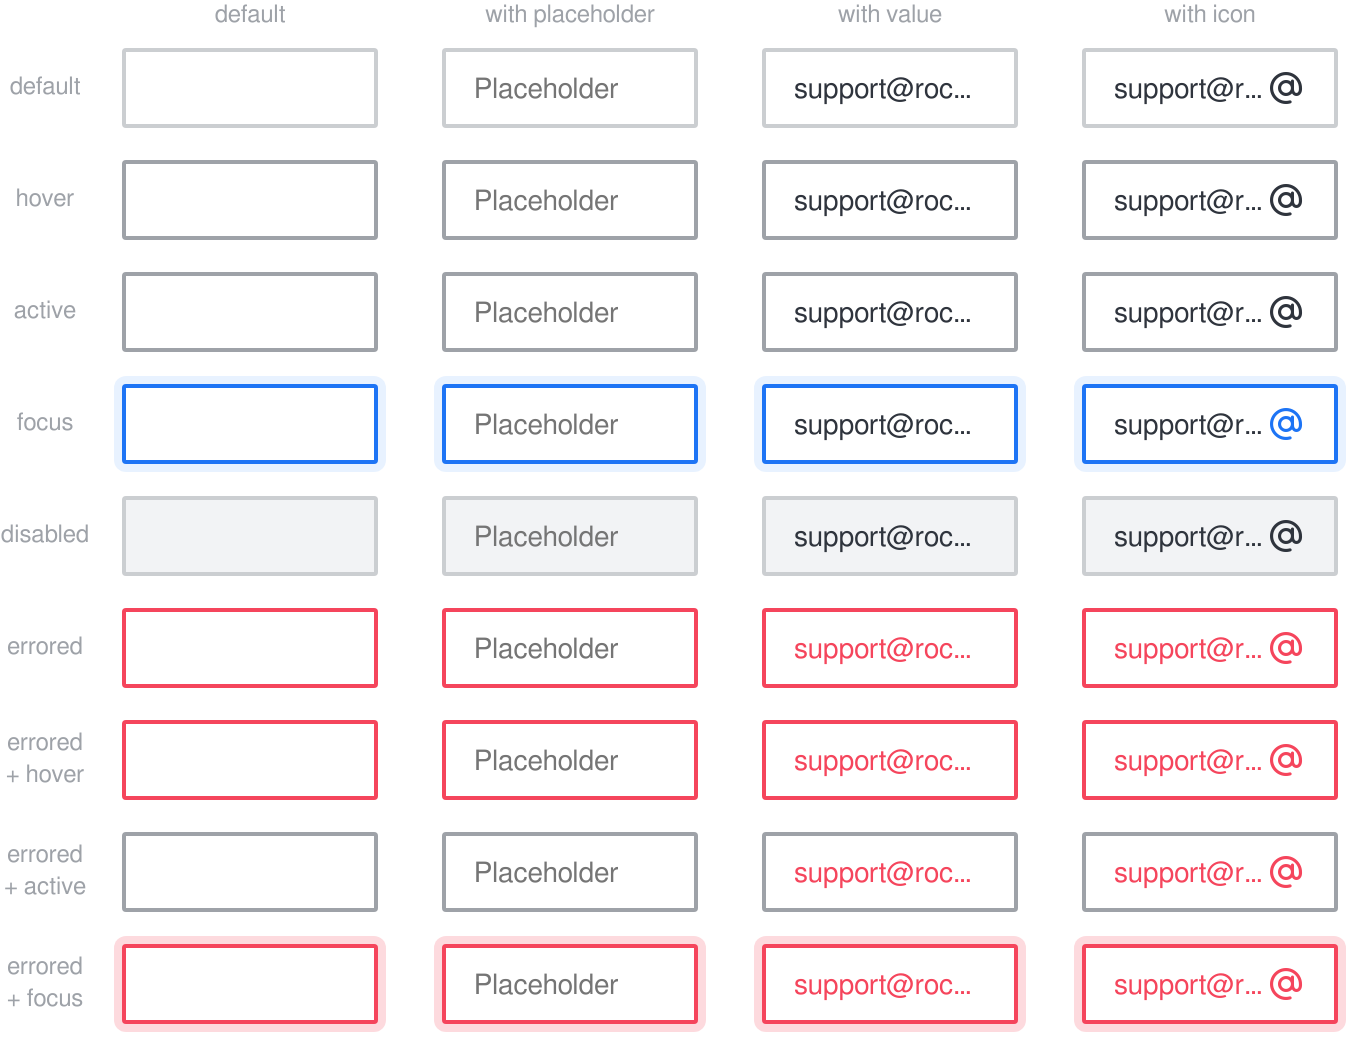 default with placeholder with value with icon
default Placeholder support@roc... support@r... @
hover Placeholder support@roc... support@r... @
active Placeholder support@roc... support@r... @
focus Placeholder support@roc... support@r... @
disabled Placeholder support@roc... support@r... @
errored Placeholder support@roc... support@r... @
errored
+ hover Placeholder support@roc... support@r... @
errored
+ active Placeholder support@roc... support@r... @
errored
+ focus Placeholder support@roc... support@r... @